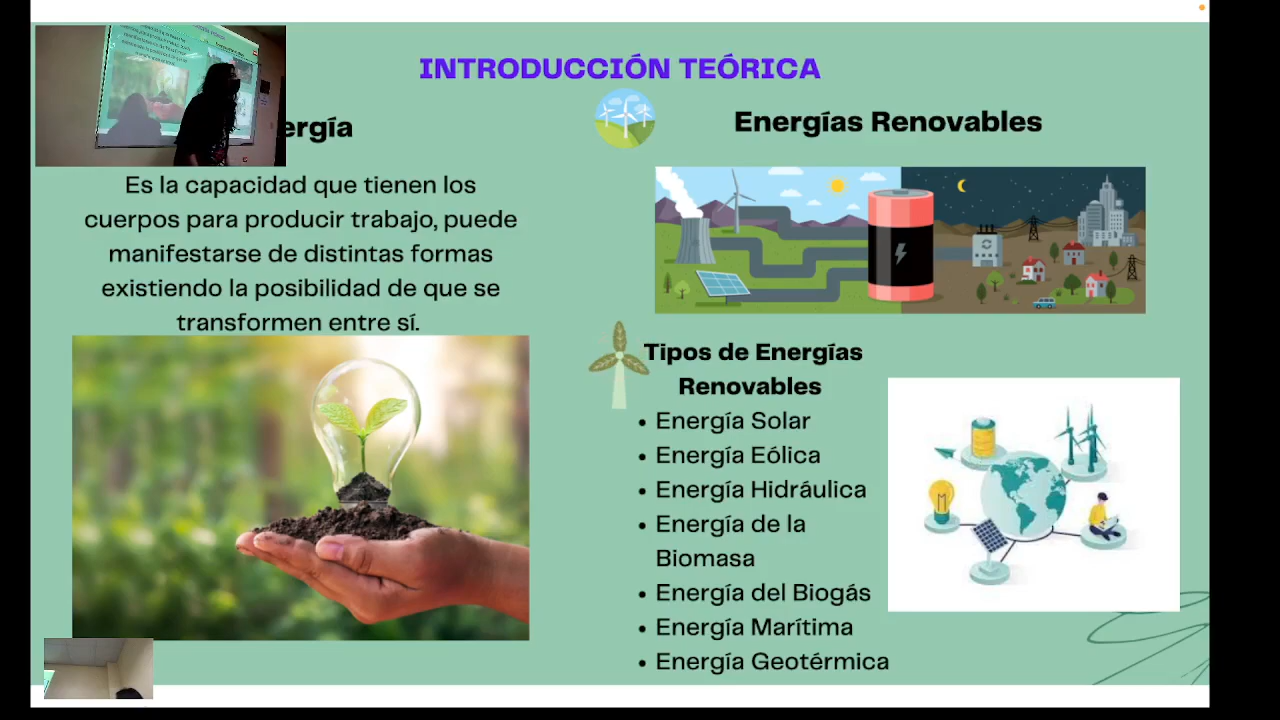 INTRODUCCIÓN TEÓRICA
ergía
Es la capacidad que tienen los
cuerpos para producir trabajo, puede
manifestarse de distintas formas
existiendo la posibilidad de que se
transformen entre sí.
Energías Renovables
Tipos de Energías
Renovables
• Energía Solar
• Energía Eólica
• Energía Hidráulica
• Energía de la
Biomasa
• Energía del Biogás
• Energía Marítima
• Energía Geotérmica